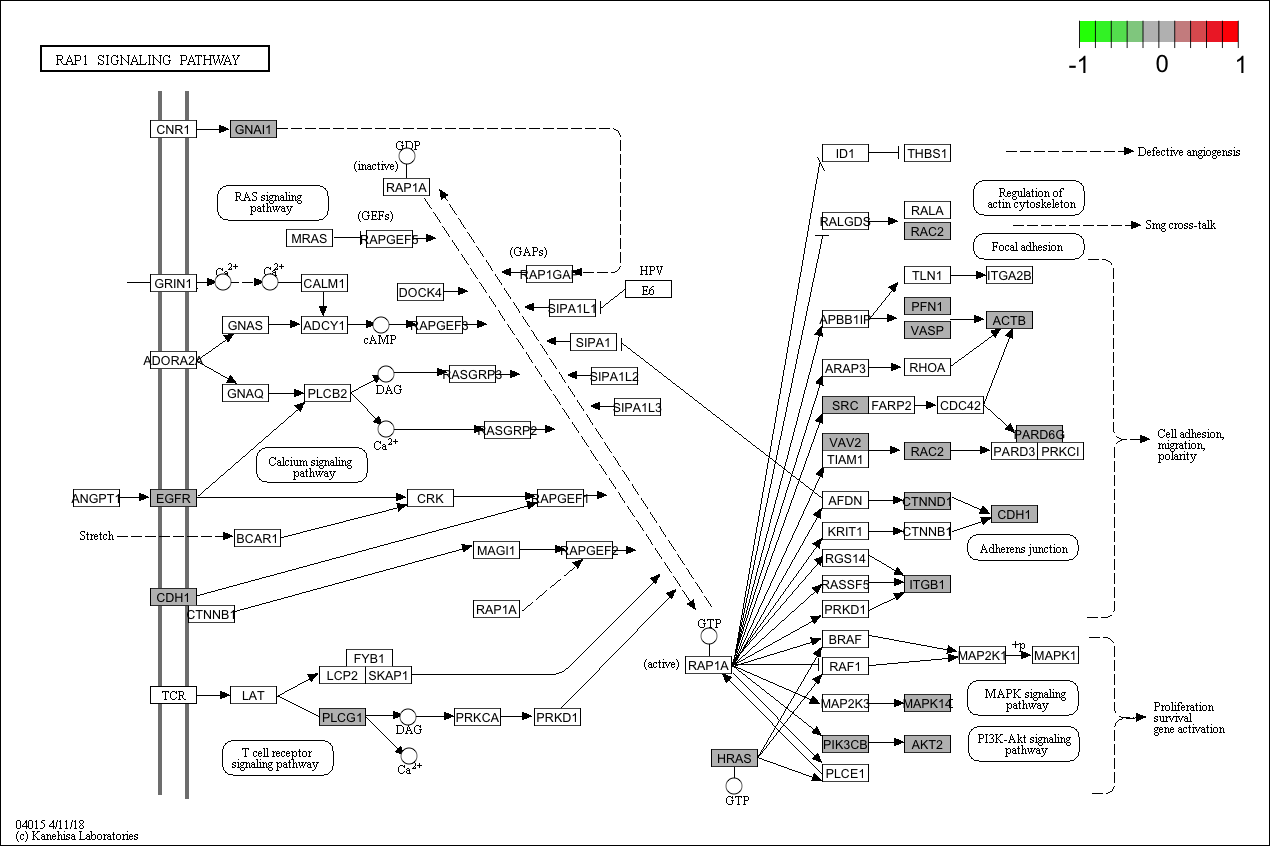 RAP1 SIGNALING PATHWAY
-1
0
1
CNR1
GNAI1
GDP
(inactive)
RAP1A
RAS signaling
pathway
(GEFs)
MRAS
RAPGEF5
(GAPs)
RAP1GA
HPV
E6
GRIN1
Ca2+
Ca2+
CALM1
DOCK4
SIPA1L1
GNAS
ADCY1
cAMP
RAPGEF3
SIPA1
ADORA2A
GNAQ
PLCB2
DAG
RASGRP3
SIPA1L2
SIPA1L3
Ca2+
RASGRP2
Calcium signaling
pathway
ANGPT1
EGFR
CRK
RAPGEF1
Stretch
BCAR1
MAGI1
RAPGEF2
CDH1
CTNNB1
RAP1A
GTP
(active)
RAP1A
FYB1
LCP2
SKAP1
TCR
LAT
PLCG1
DAG
PRKCA
PRKD1
Ca2+
T cell receptor
signaling pathway
HRAS
GTP
ID1
THBS1
Defective angiogensis
Regulation of
actin cytoskeleton
RALGDS
RALA
RAC2
Smg cross-talk
Focal adhesion
TLN1
ITGA2B
APBB1IP
PFN1
VASP
ACTB
ARAP3
RHOA
SRC
FARP2
CDC42
PARD6G
PARD3
PRKCI
VAV2
TIAM1
RAC2
Cell adhesion,
migration,
polarity
AFDN
CTNND1
CDH1
KRIT1
CTNNB1
Adherens junction
RGS14
RASSF5
ITGB1
PRKD1
BRAF
RAF1
MAP2K1
+p
MAPK1
MAP2K3
MAPK14
MAPK signaling
pathway
Proliferation
survival
gene activation
PIK3CB
AKT2
PI3K-Akt signaling
pathway
PLCE1
04015 4/11/18
(c) Kanehisa Laboratories